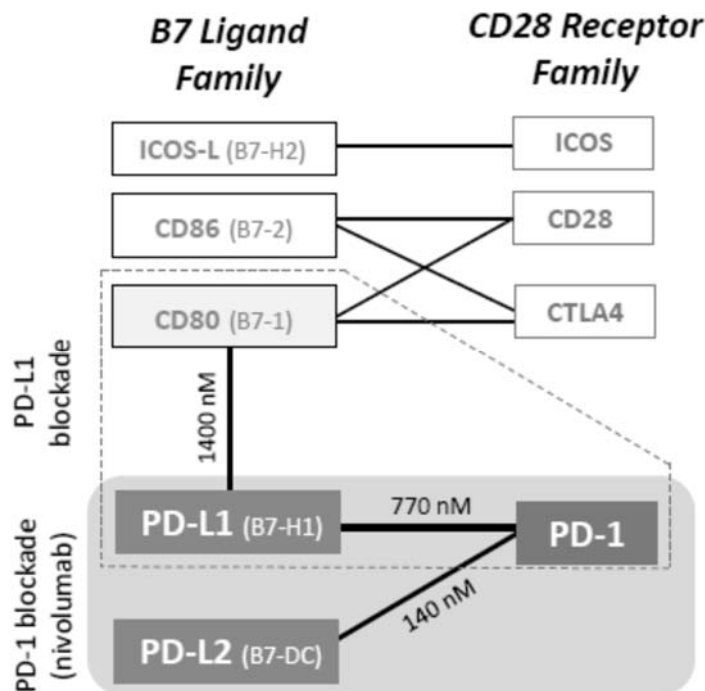 B7 Ligand
Family
CD28 Receptor
Family
ICOS-L (B7-H2)
ICOS
CD86 (B7-2)
CD28
CD80 (B7-1)
CTLA4
PD-L1
blockade
1400 nM
PD-L1 (B7-H1)
770 nM
PD-1
PD-1 blockade
(nivolumab)
140 nM
PD-L2 (B7-DC)